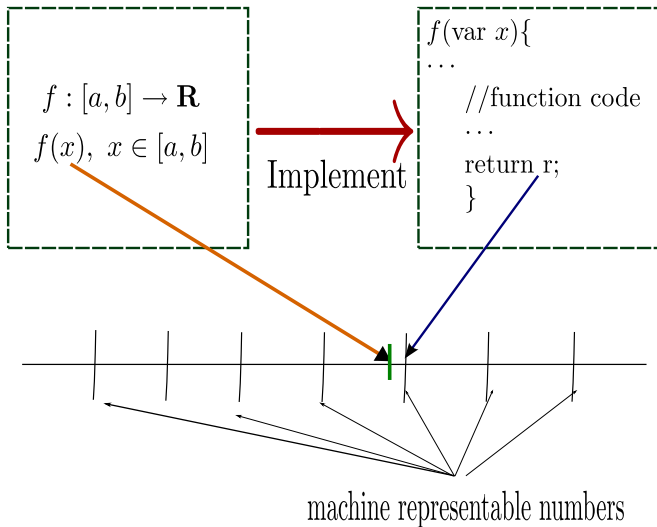 f : [a, b] → R
f(x), x ∈ [a, b]
Implement
f(var x){
...
//function code
...
return r;
}
machine representable numbers